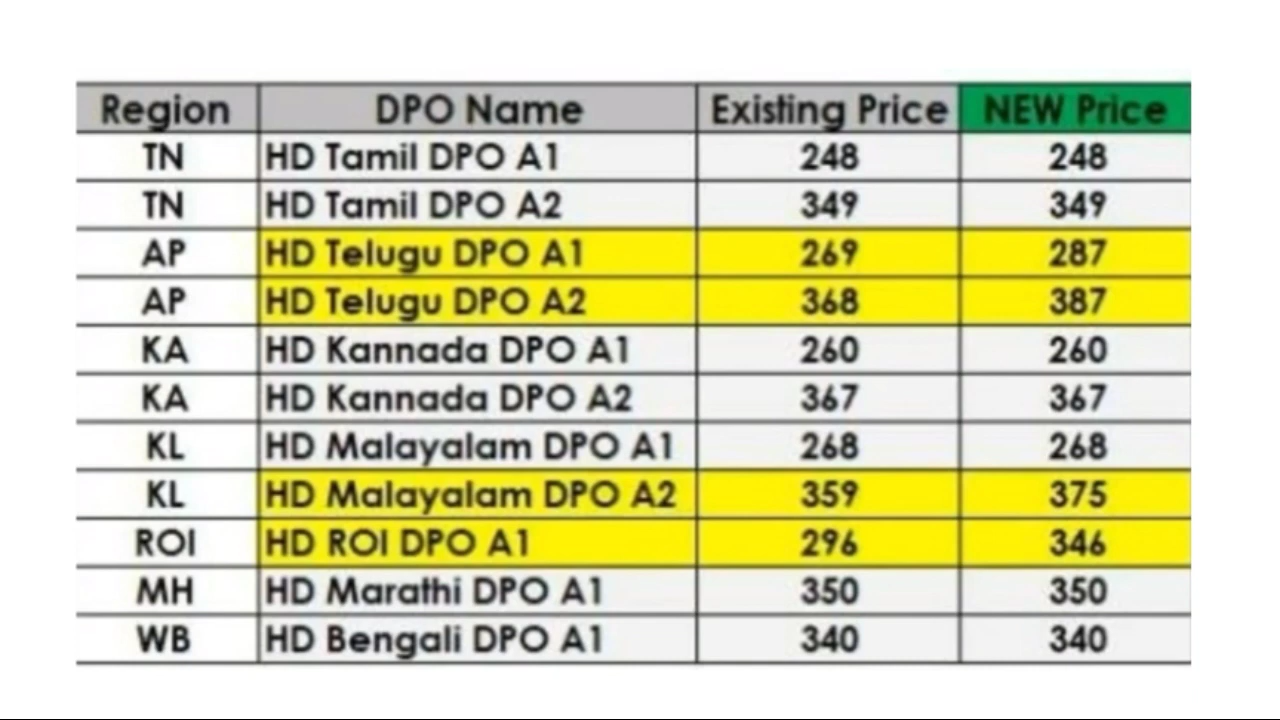 Region DPO Name Existing Price NEW Price
TN HD Tamil DPO A1 248 248
TN HD Tamil DPO A2 349 349
AP HD Telugu DPO A1 269 287
AP HD Telugu DPO A2 368 387
KA HD Kannada DPO A1 260 260
KA HD Kannada DPO A2 367 367
KL HD Malayalam DPO A1 268 268
KL HD Malayalam DPO A2 359 375
ROI HD ROI DPO A1 296 346
MH HD Marathi DPO A1 350 350
WB HD Bengali DPO A1 340 340